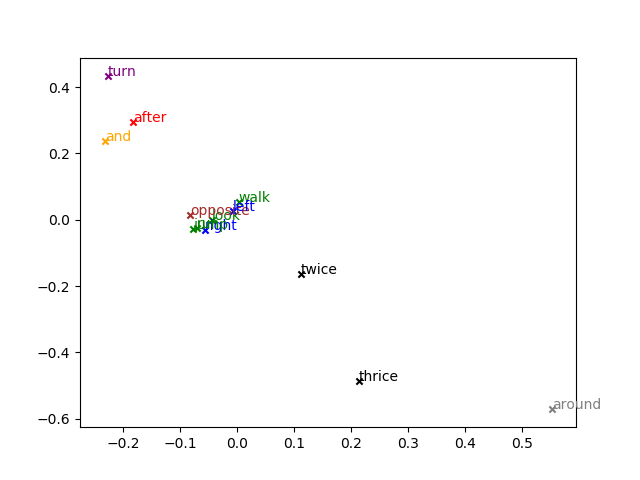 turn
0.4
after
and
0.2
walk
left
opposite
look
0.0
jump
right
twice
−0.2
−0.4
thrice
around
−0.6
−0.2 −0.1 0.0 0.1 0.2 0.3 0.4 0.5